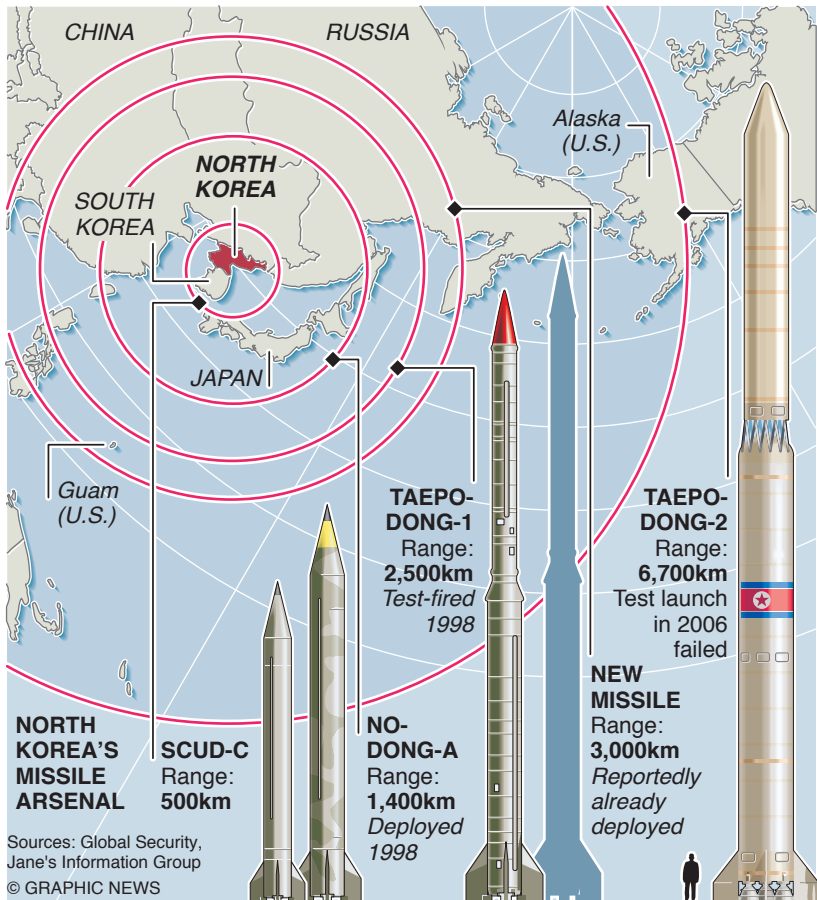 CHINA
RUSSIA
Alaska
(U.S.)
NORTH
KOREA
SOUTH
KOREA
JAPAN
Guam
(U.S.)
TAEPO-
DONG-1
Range:
2,500km
Test-fired
1998
TAEPO-
DONG-2
Range:
6,700km
Test launch
in 2006
failed
NEW
MISSILE
Range:
3,000km
Reportedly
already
deployed
NORTH
KOREA'S
MISSILE
ARSENAL
SCUD-C
Range:
500km
NO-
DONG-A
Range:
1,400km
Deployed
1998
Sources: Global Security,
Jane's Information Group
© GRAPHIC NEWS